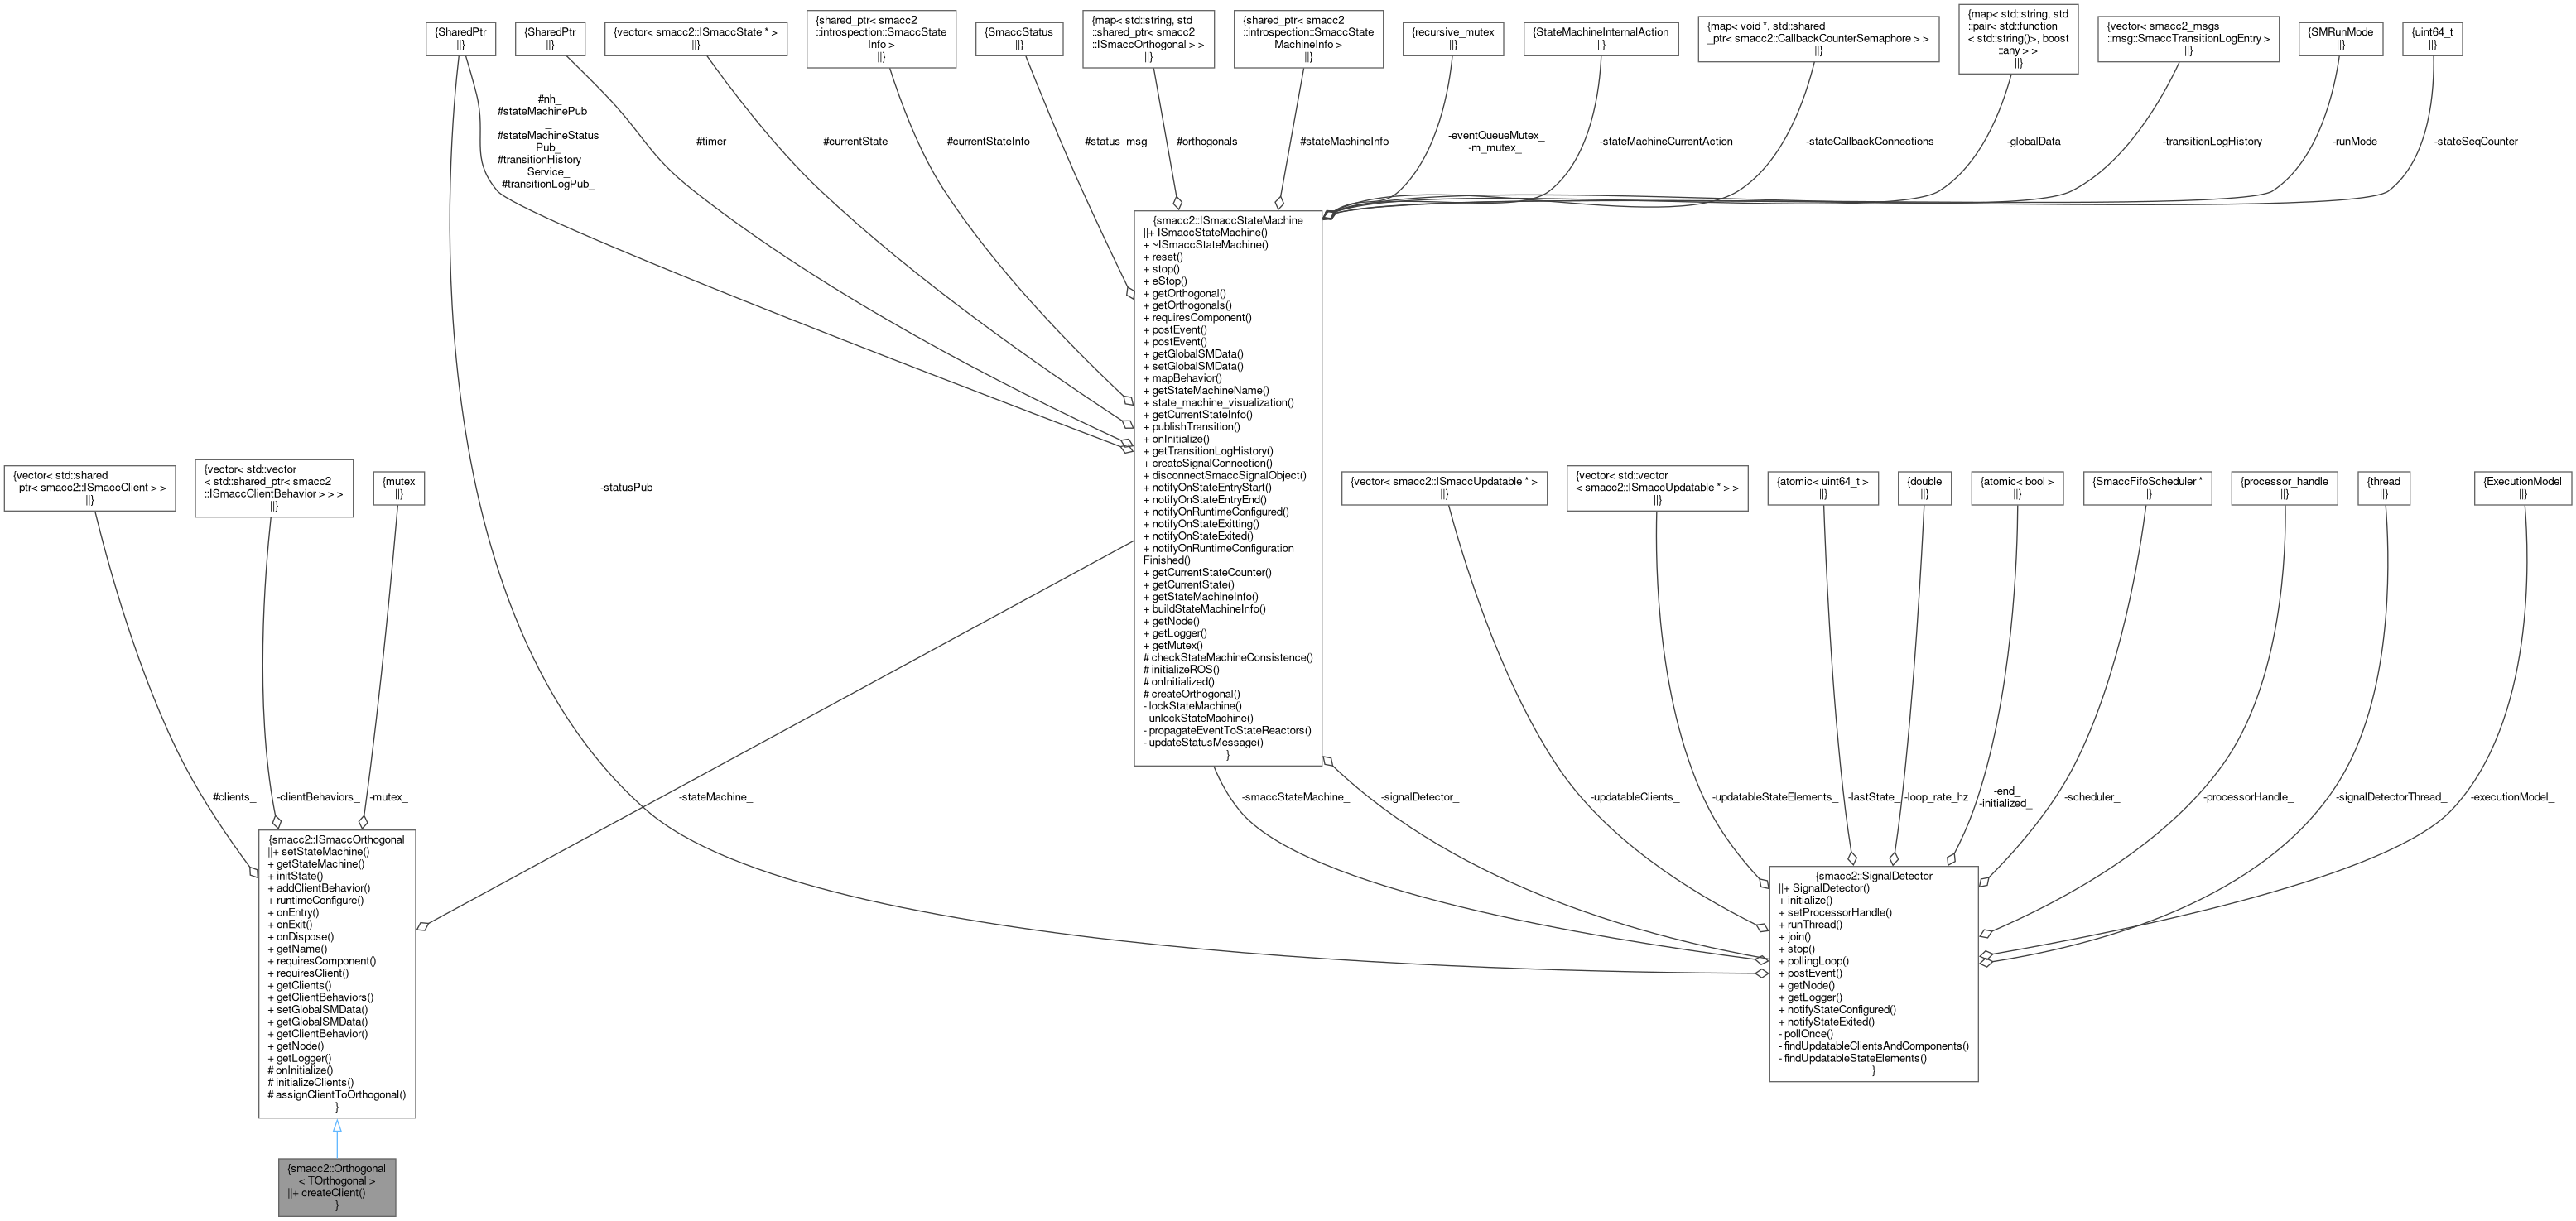 {SharedPtr
||}
{SharedPtr
||}
{vector< smacc2::ISmaccState * >
||}
{shared_ptr< smacc2
::introspection::SmaccState
Info >
||}
{SmaccStatus
||}
{map< std::string, std
::shared_ptr< smacc2
::ISmaccOrthogonal > >
||}
{shared_ptr< smacc2
::introspection::SmaccState
MachineInfo >
||}
{recursive_mutex
||}
{StateMachineInternalAction
||}
{map< void *, std::shared
_ptr< smacc2::CallbackCounterSemaphore > >
||}
{map< std::string, std
::pair< std::function
< std::string()>, boost
::any > >
||}
{vector< smacc2_msgs
::msg::SmaccTransitionLogEntry >
||}
{SMRunMode
||}
{uint64_t
||}
#nh_
#stateMachinePub
_
#stateMachineStatus
Pub_
#transitionHistory
Service_
#transitionLogPub_
#timer_
#currentState_
#currentStateInfo_
#status_msg_
#orthogonals_
#stateMachineInfo_
-eventQueueMutex_
-m_mutex_
-stateMachineCurrentAction
-stateCallbackConnections
-globalData_
-transitionLogHistory_
-runMode_
-stateSeqCounter_
{smacc2::ISmaccStateMachine
||+ ISmaccStateMachine()
+ ~ISmaccStateMachine()
+ reset()
+ stop()
+ eStop()
+ getOrthogonal()
+ getOrthogonals()
+ requiresComponent()
+ postEvent()
+ postEvent()
+ getGlobalSMData()
+ setGlobalSMData()
+ mapBehavior()
+ getStateMachineName()
+ state_machine_visualization()
+ getCurrentStateInfo()
+ publishTransition()
+ onInitialize()
+ getTransitionLogHistory()
+ createSignalConnection()
+ disconnectSmaccSignalObject()
+ notifyOnStateEntryStart()
+ notifyOnStateEntryEnd()
+ notifyOnRuntimeConfigured()
+ notifyOnStateExitting()
+ notifyOnStateExited()
+ notifyOnRuntimeConfiguration
Finished()
+ getCurrentStateCounter()
+ getCurrentState()
+ getStateMachineInfo()
+ buildStateMachineInfo()
+ getNode()
+ getLogger()
+ getMutex()
# checkStateMachineConsistence()
# initializeROS()
# onInitialized()
# createOrthogonal()
- lockStateMachine()
- unlockStateMachine()
- propagateEventToStateReactors()
- updateStatusMessage()
}
{vector< std::shared
_ptr< smacc2::ISmaccClient > >
||}
{vector< std::vector
< std::shared_ptr< smacc2
::ISmaccClientBehavior > > >
||}
{mutex
||}
-statusPub_
{vector< smacc2::ISmaccUpdatable * >
||}
{vector< std::vector
< smacc2::ISmaccUpdatable * > >
||}
{atomic< uint64_t >
||}
{double
||}
{atomic< bool >
||}
{SmaccFifoScheduler *
||}
{processor_handle
||}
{thread
||}
{ExecutionModel
||}
#clients_
-clientBehaviors_
-mutex_
-stateMachine_
-smaccStateMachine_
-signalDetector_
-updatableClients_
-updatableStateElements_
-lastState_
-loop_rate_hz
-end_
-initialized_
-scheduler_
-processorHandle_
-signalDetectorThread_
-executionModel_
{smacc2::ISmaccOrthogonal
||+ setStateMachine()
+ getStateMachine()
+ initState()
+ addClientBehavior()
+ runtimeConfigure()
+ onEntry()
+ onExit()
+ onDispose()
+ getName()
+ requiresComponent()
+ requiresClient()
+ getClients()
+ getClientBehaviors()
+ setGlobalSMData()
+ getGlobalSMData()
+ getClientBehavior()
+ getNode()
+ getLogger()
# onInitialize()
# initializeClients()
# assignClientToOrthogonal()
}
{smacc2::SignalDetector
||+ SignalDetector()
+ initialize()
+ setProcessorHandle()
+ runThread()
+ join()
+ stop()
+ pollingLoop()
+ postEvent()
+ getNode()
+ getLogger()
+ notifyStateConfigured()
+ notifyStateExited()
- pollOnce()
- findUpdatableClientsAndComponents()
- findUpdatableStateElements()
}
{smacc2::Orthogonal
< TOrthogonal >
||+ createClient()
}